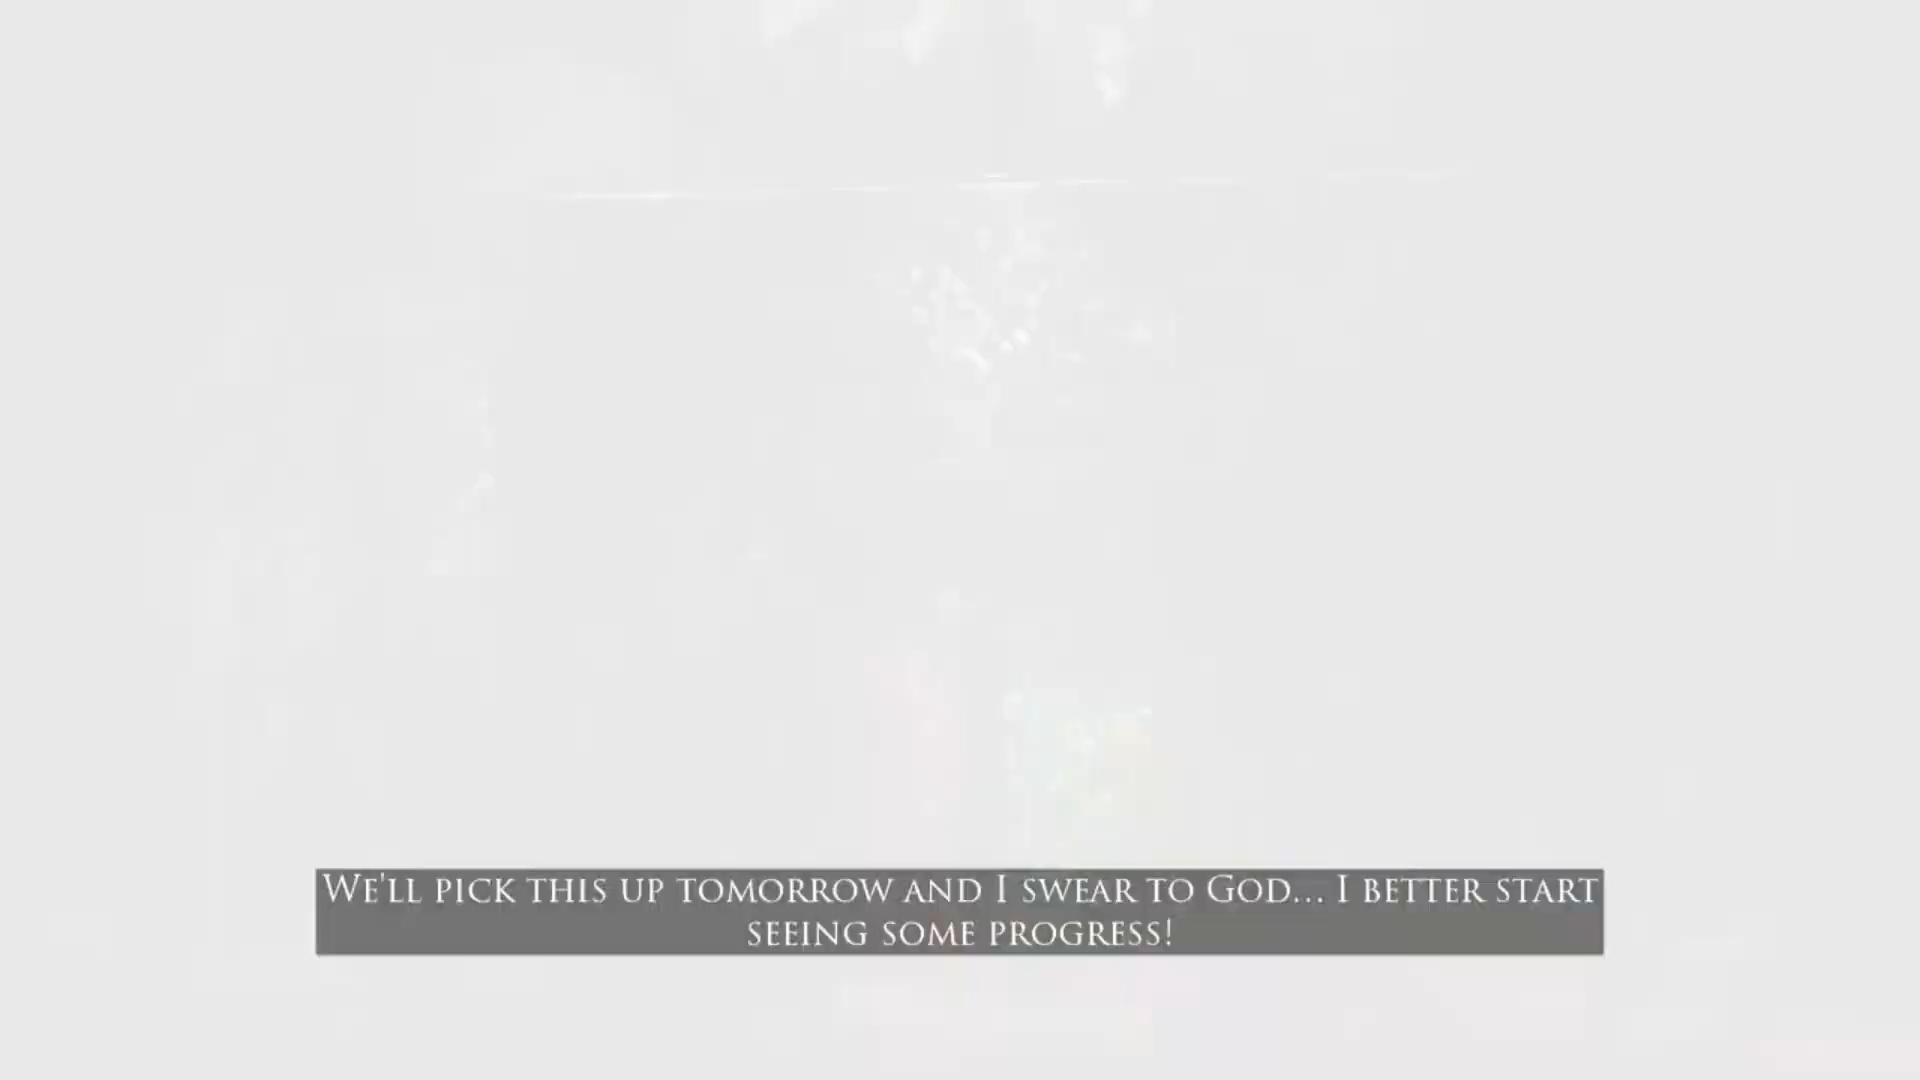 We'll pick this up tomorrow and I swear to God... I better start
seeing some progress!